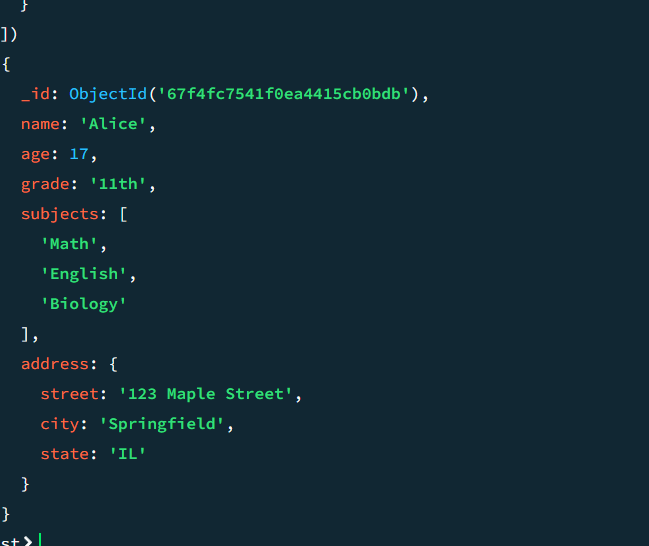 }
])
{
_id: ObjectId('67f4fc7541f0ea4415cb0bdb'),
name: 'Alice',
age: 17,
grade: '11th',
subjects: [
'Math',
'English',
'Biology'
],
address: {
street: '123 Maple Street',
city: 'Springfield',
state: 'IL'
}
}
st>